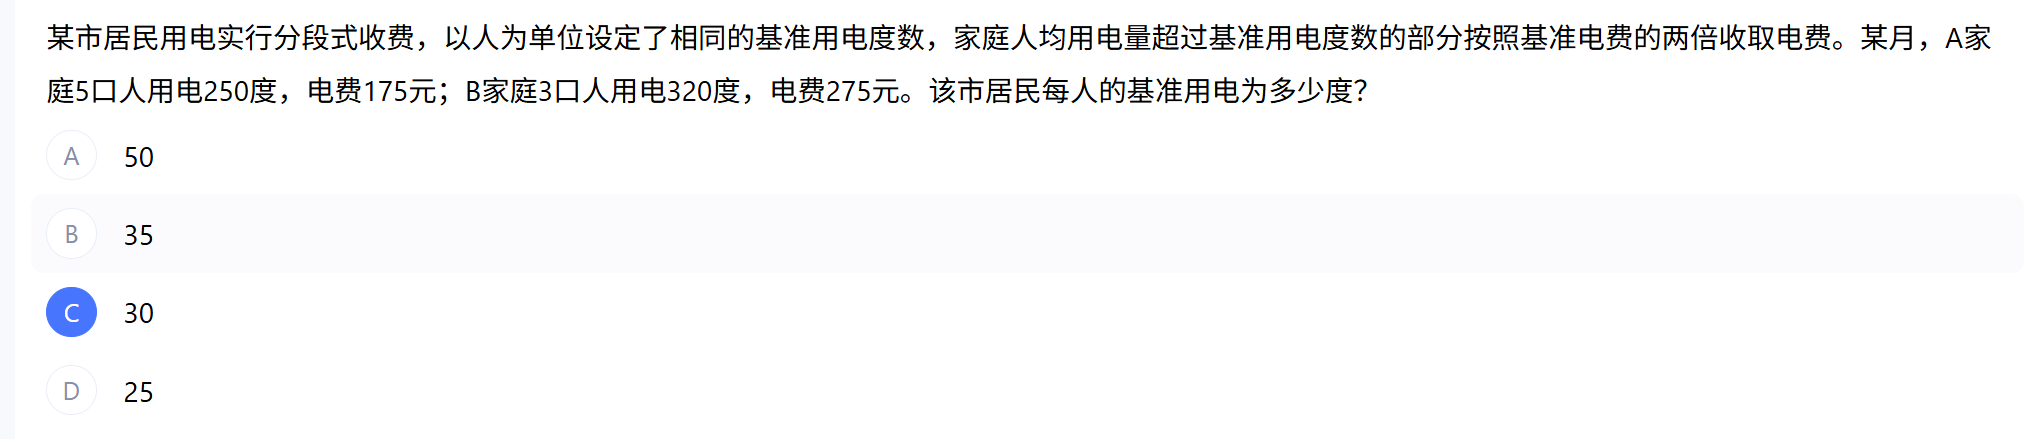 某市居民用电实行分段式收费，以人为单位设定了相同的基准用电度数，家庭人均用电量超过基准用电度数的部分按照基准电费的两倍收取电费。某月，A家
庭5口人用电250度，电费175元；B家庭3口人用电320度，电费275元。该市居民每人的基准用电为多少度？
A 50
B 35
C 30
D 25